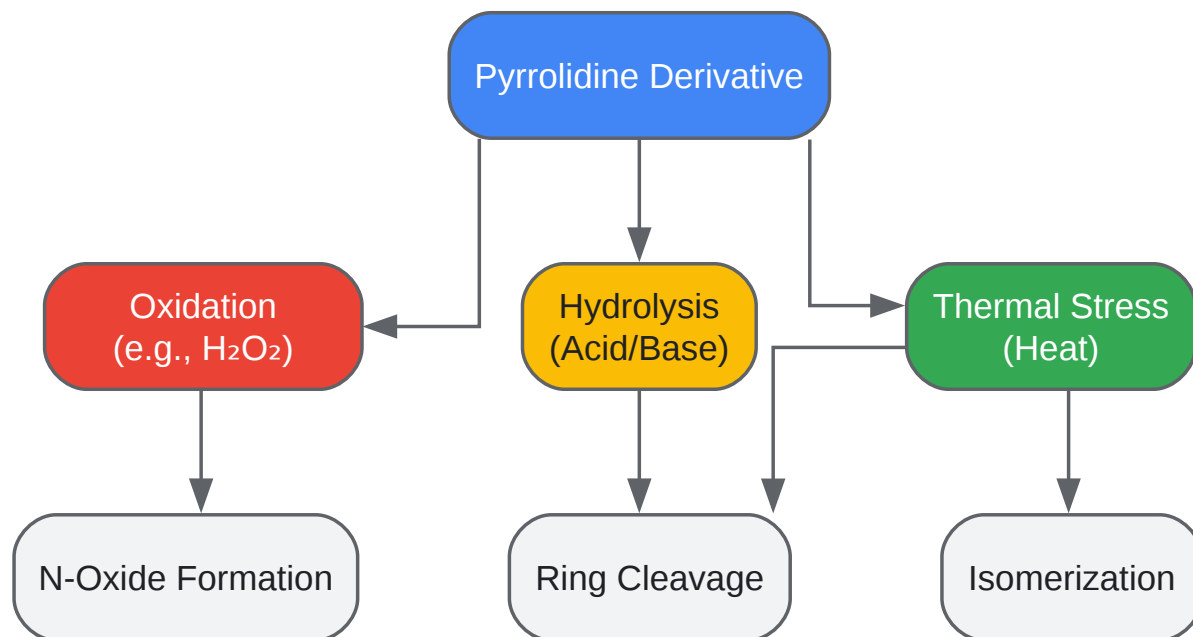 Pyrrolidine Derivative
Oxidation
(e.g., H₂O₂)
Hydrolysis
(Acid/Base)
Thermal Stress
(Heat)
N-Oxide Formation
Ring Cleavage
Isomerization